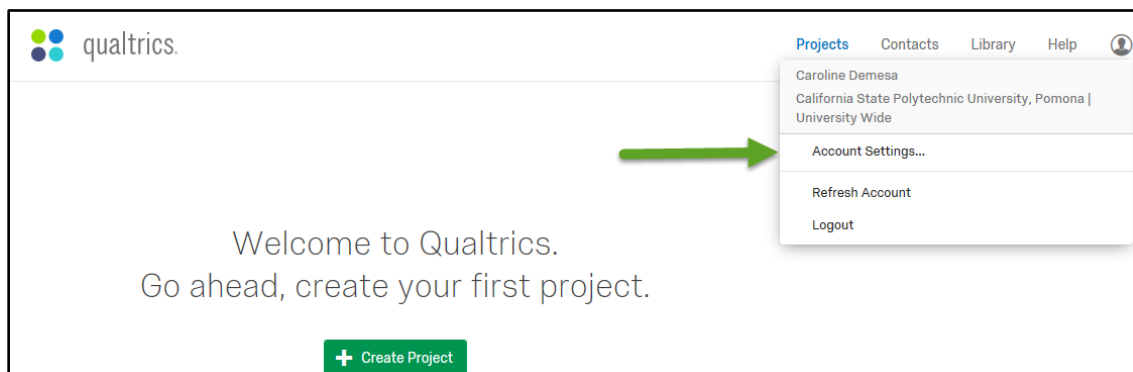 qualtrics.
Projects Contacts Library Help
Caroline Demesa
California State Polytechnic University, Pomona |
University Wide
Account Settings...
Refresh Account
Logout
Welcome to Qualtrics.
Go ahead, create your first project.
Create Project